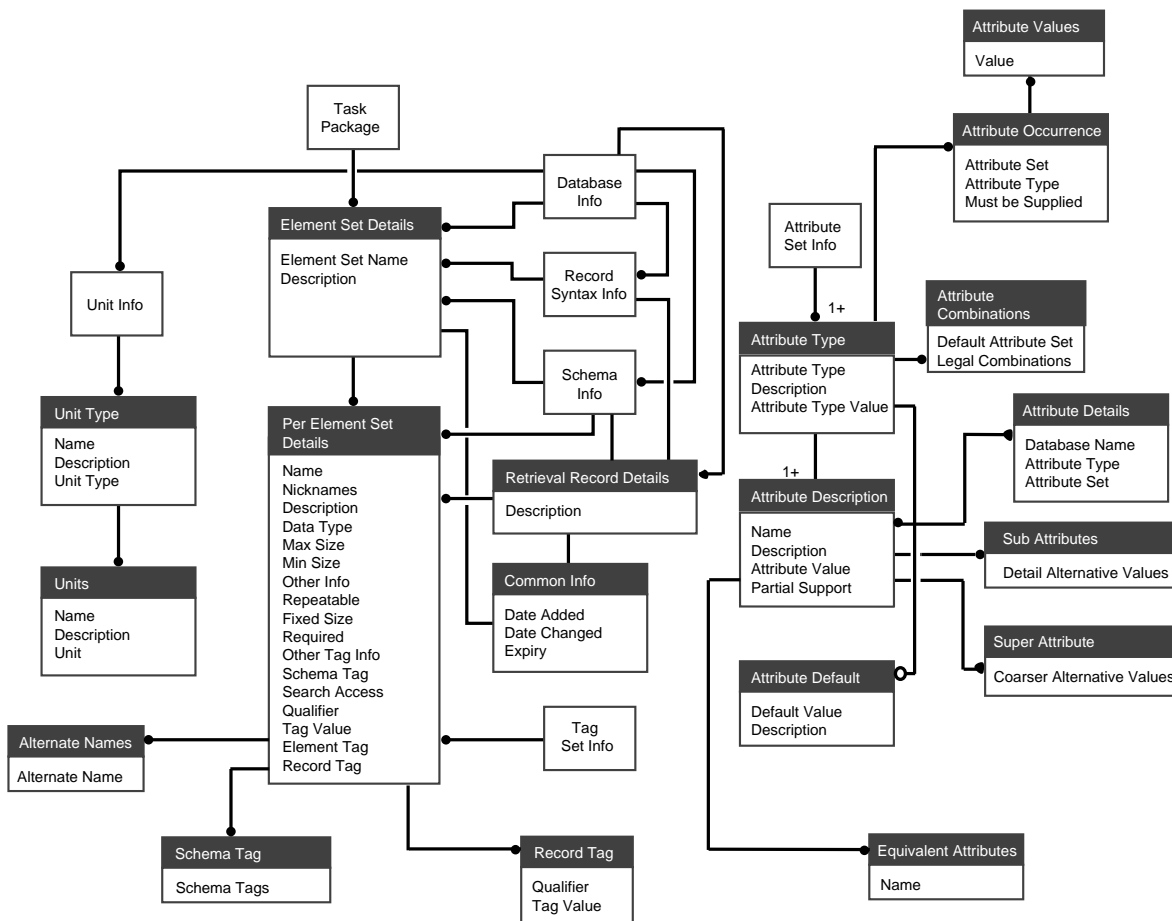 Attribute Values
Value
Task
Package
Attribute Occurrence
Attribute Set
Attribute Type
Must be Supplied
Database
Info
Element Set Details
Element Set Name
Description
Attribute
Set Info
Unit Info
Record
Syntax Info
1+
Attribute
Combinations
Default Attribute Set
Legal Combinations
Attribute Type
Attribute Type
Description
Attribute Type Value
Schema
Info
Unit Type
Name
Description
Unit Type
Per Element Set
Details
Name
Nicknames
Description
Data Type
Max Size
Min Size
Other Info
Repeatable
Fixed Size
Required
Other Tag Info
Schema Tag
Search Access
Qualifier
Tag Value
Element Tag
Record Tag
Attribute Details
Database Name
Attribute Type
Attribute Set
Retrieval Record Details
Description
1+
Attribute Description
Name
Description
Attribute Value
Partial Support
Sub Attributes
Detail Alternative Values
Units
Name
Description
Unit
Common Info
Date Added
Date Changed
Expiry
Super Attribute
Coarser Alternative Values
Attribute Default
Default Value
Description
Alternate Names
Alternate Name
Tag
Set Info
Schema Tag
Schema Tags
Record Tag
Qualifier
Tag Value
Equivalent Attributes
Name